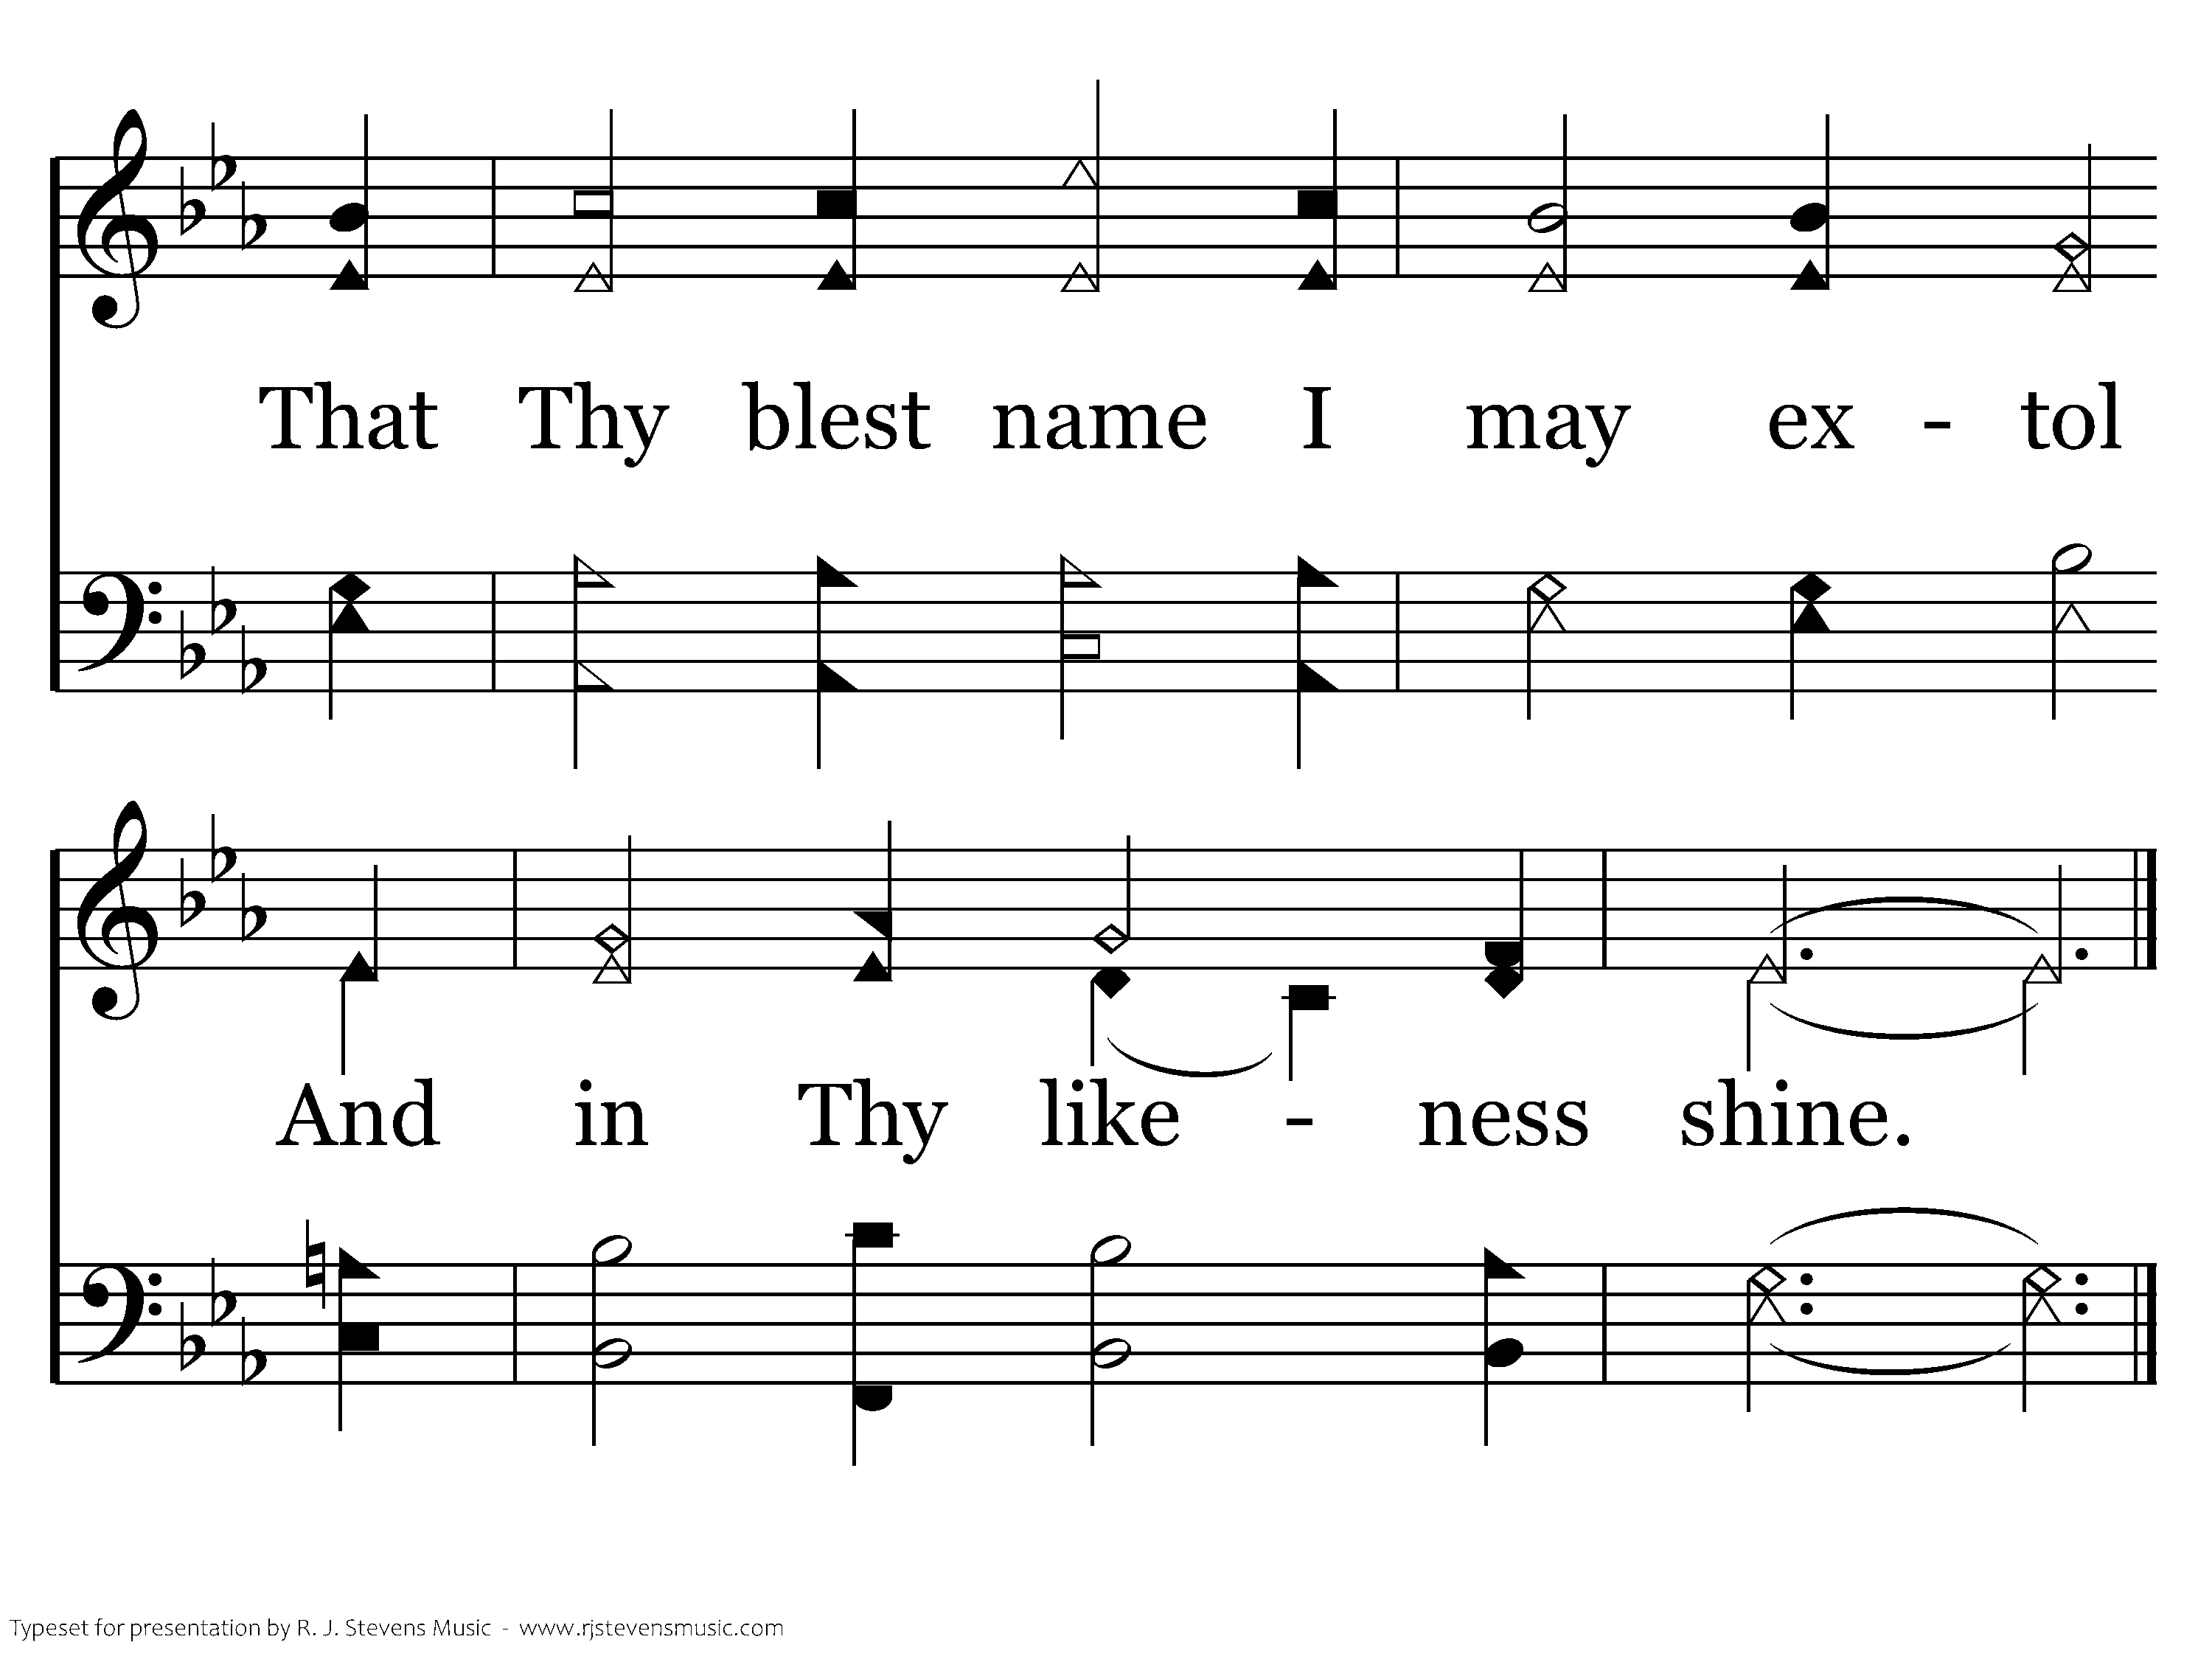 That Thy blest name I may ex - tol
And in Thy like - ness shine.
Typeset for presentation by R. J. Stevens Music - www.rjstevensmusic.com